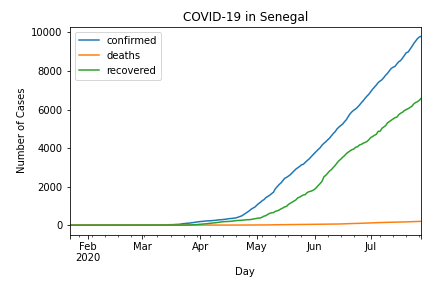 COVID-19 in Senegal
confirmed
deaths
recovered
Number of Cases
10000
8000
6000
4000
2000
0
Feb Mar Apr May Jun Jul
2020
Day